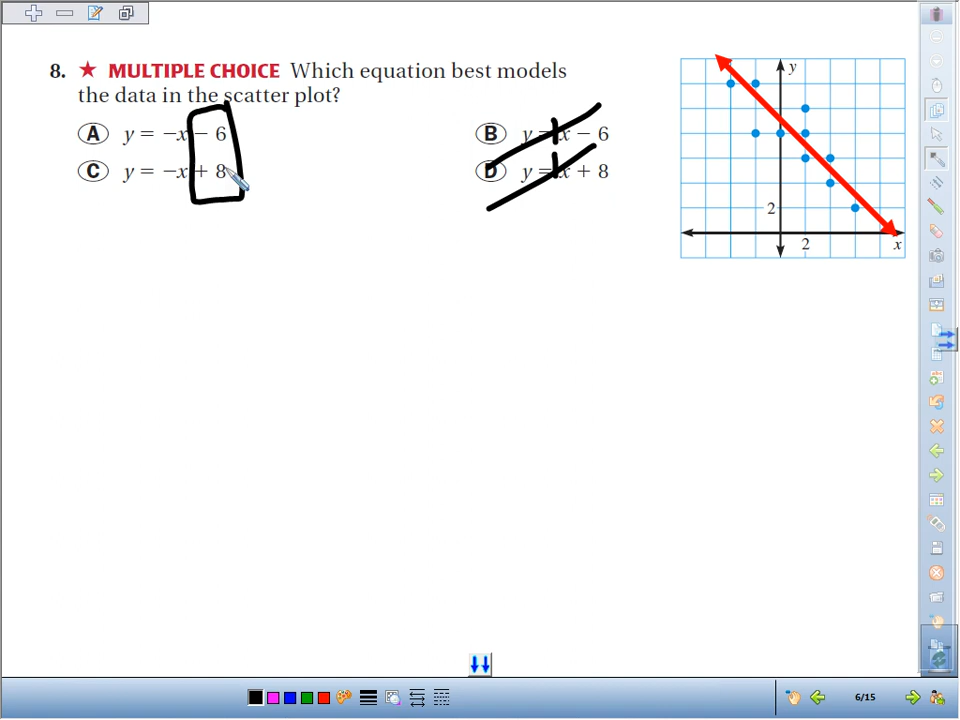 8. ★ MULTIPLE CHOICE Which equation best models
the data in the scatter plot?
A y = −x − 6
B y = x − 6
C y = −x + 8
D y = x + 8
y
2
2
x
6/15